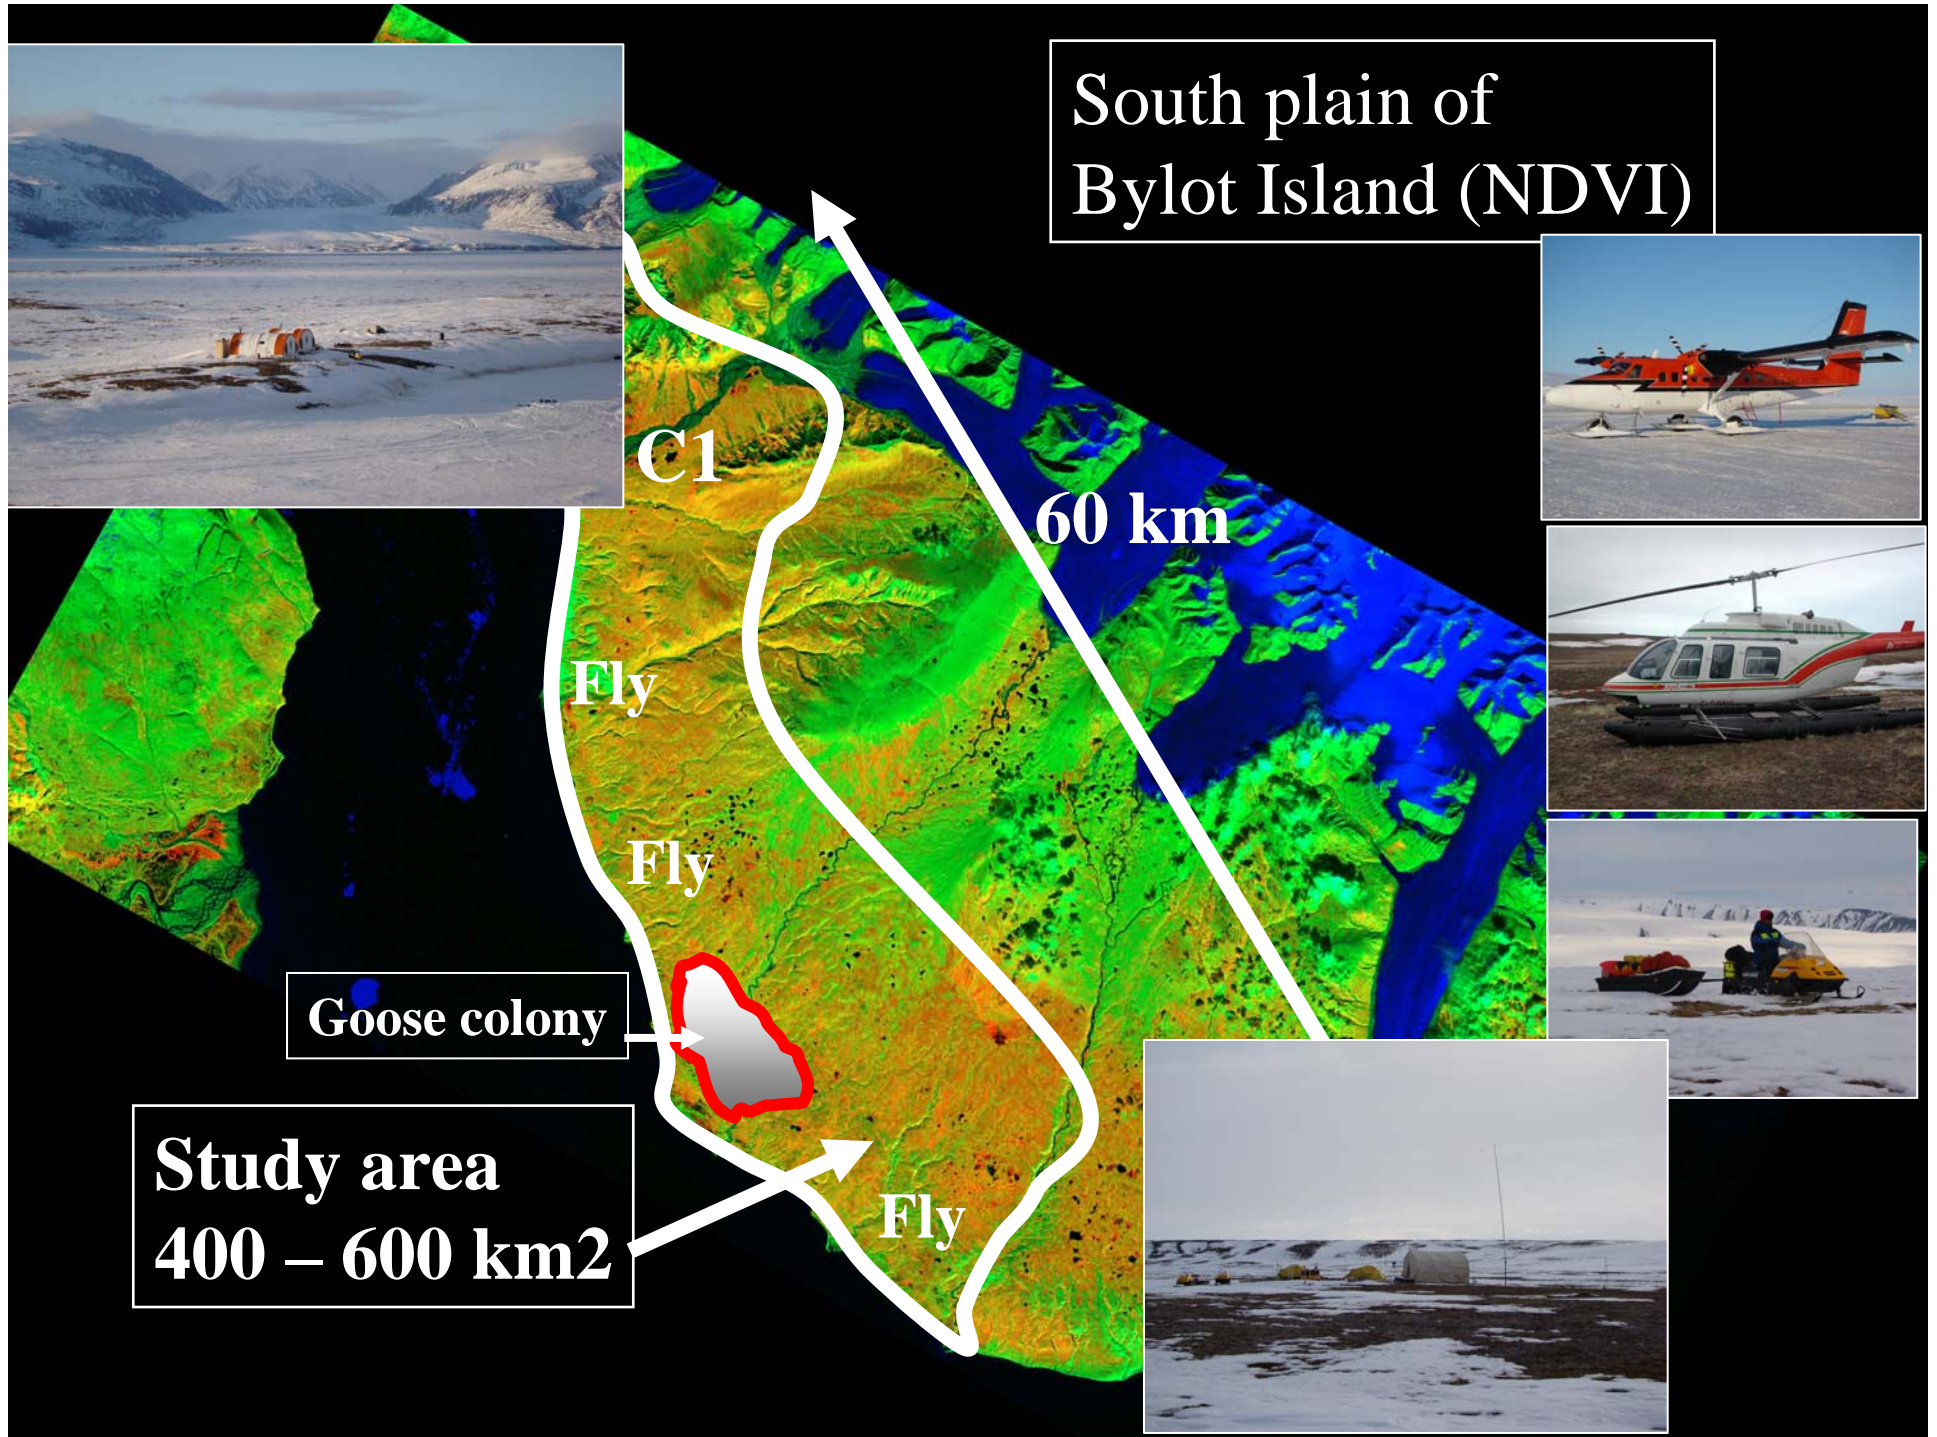 South plain of
Bylot Island (NDVI)
C1
60 km
Fly
Fly
Goose colony
Study area
400 – 600 km2
Fly